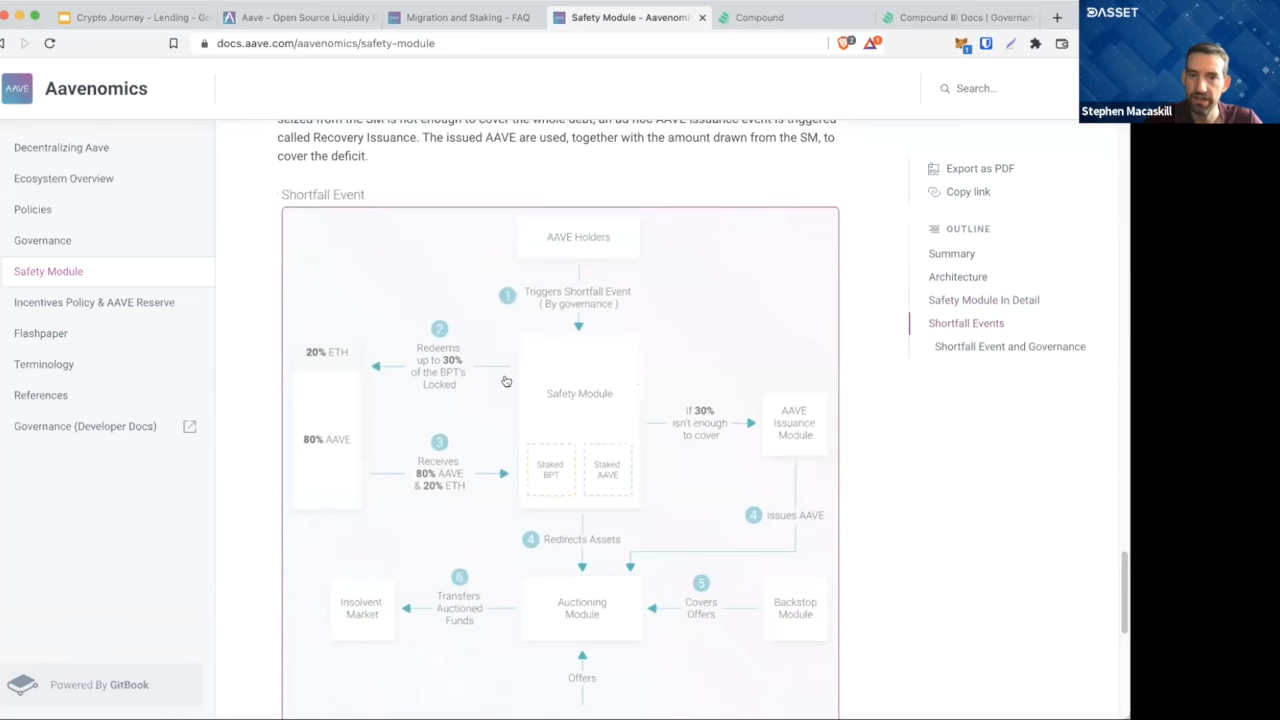 Crypto Journey - Lending - Go
Aave - Open Source Liquidity P
Migration and Staking - FAQ
Safety Module - Aavenomi
Compound
Compound III Docs | Governan
docs.aave.com/aavenomics/safety-module
2
1
1
DASSET
Stephen Macaskill
AAVE
Aavenomics
Search...
Decentralizing Aave
Ecosystem Overview
Policies
Governance
Safety Module
Incentives Policy & AAVE Reserve
Flashpaper
Terminology
References
Governance (Developer Docs)
Powered By GitBook
seized from the SM is not enough to cover the whole debt, an ad hoc AAVE issuance event is triggered
called Recovery Issuance. The issued AAVE are used, together with the amount drawn from the SM, to
cover the deficit.
Shortfall Event
AAVE Holders
1
Triggers Shortfall Event
( By governance )
2
Redeems
up to 30%
of the BPT's
Locked
20% ETH
80% AAVE
Safety Module
3
Receives
80% AAVE
& 20% ETH
Staked
BPT
Staked
AAVE
If 30%
isn't enough
to cover
AAVE
Issuance
Module
4 Issues AAVE
4 Redirects Assets
6
Transfers
Auctioned
Funds
Insolvent
Market
Auctioning
Module
5
Covers
Offers
Backstop
Module
Offers
Export as PDF
Copy link
OUTLINE
Summary
Architecture
Safety Module In Detail
Shortfall Events
Shortfall Event and Governance